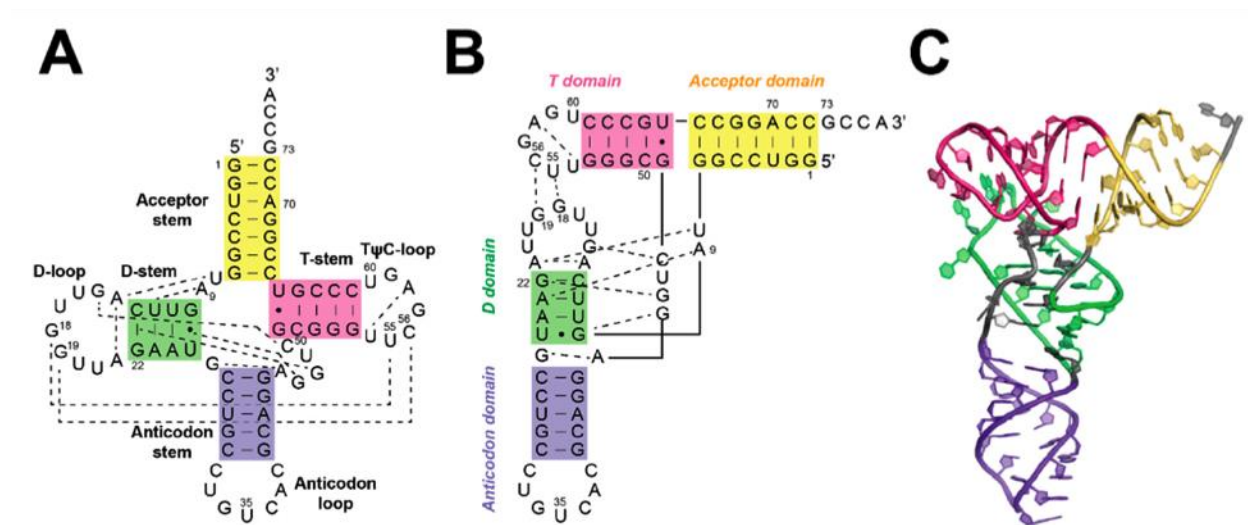 A
3'
A
C
C
G 73
5'
1 G – C
G – C
U – A
C – G 70
C – G
G – C
G – C
Acceptor stem
T-stem
TψC-loop
D-loop
D-stem
U
A 9
U G C C C
G C G G G
50
U 60
G
A
G
C 56
U 55
U
C U U G
G A A U
22
A
G
U
U
G 18
G 19
U
U
A
G
C
U
G
G
A
C – G
C – G
U – A
G – C
C – G
Anticodon stem
Anticodon loop
C
U
G
U 35
C
A
C
B
T domain
Acceptor domain
60 70 73
C C C G U – C C G G A C C G C C A 3'
G G G C G G G C C U G G 5'
50 1
U
G
A
G
C 56
U 55
U
G 19
G 18
U
U
A
U
G
A
U
A 9
D domain
22 G C
A U
A U
U G
C
U
G
G
G A
Anticodon domain
C – G
C – G
U – A
G – C
C – G
C
U
G
U 35
C
A
C
C